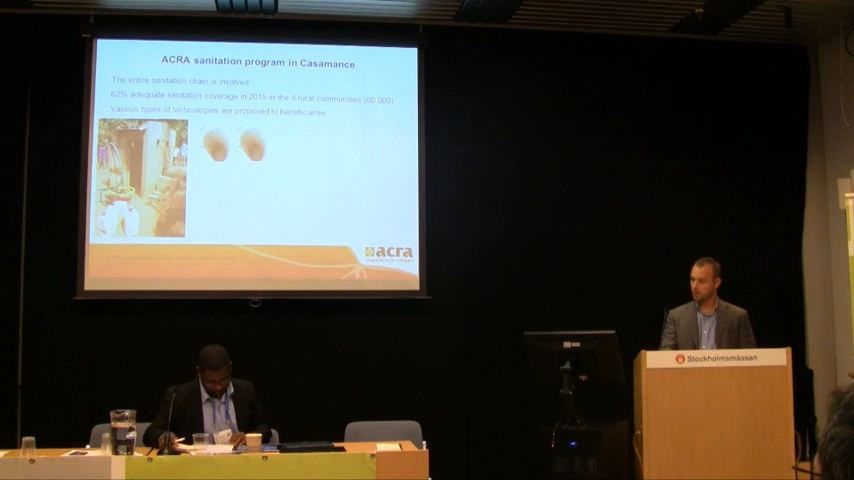 ACRA sanitation program in Casamance
The entire sanitation chain is involved
62% adequate sanitation coverage in 2015 in the 4 rural communities (60 000)
Various types of technologies are proposed to beneficiaries
acra
Stockholmsmässan